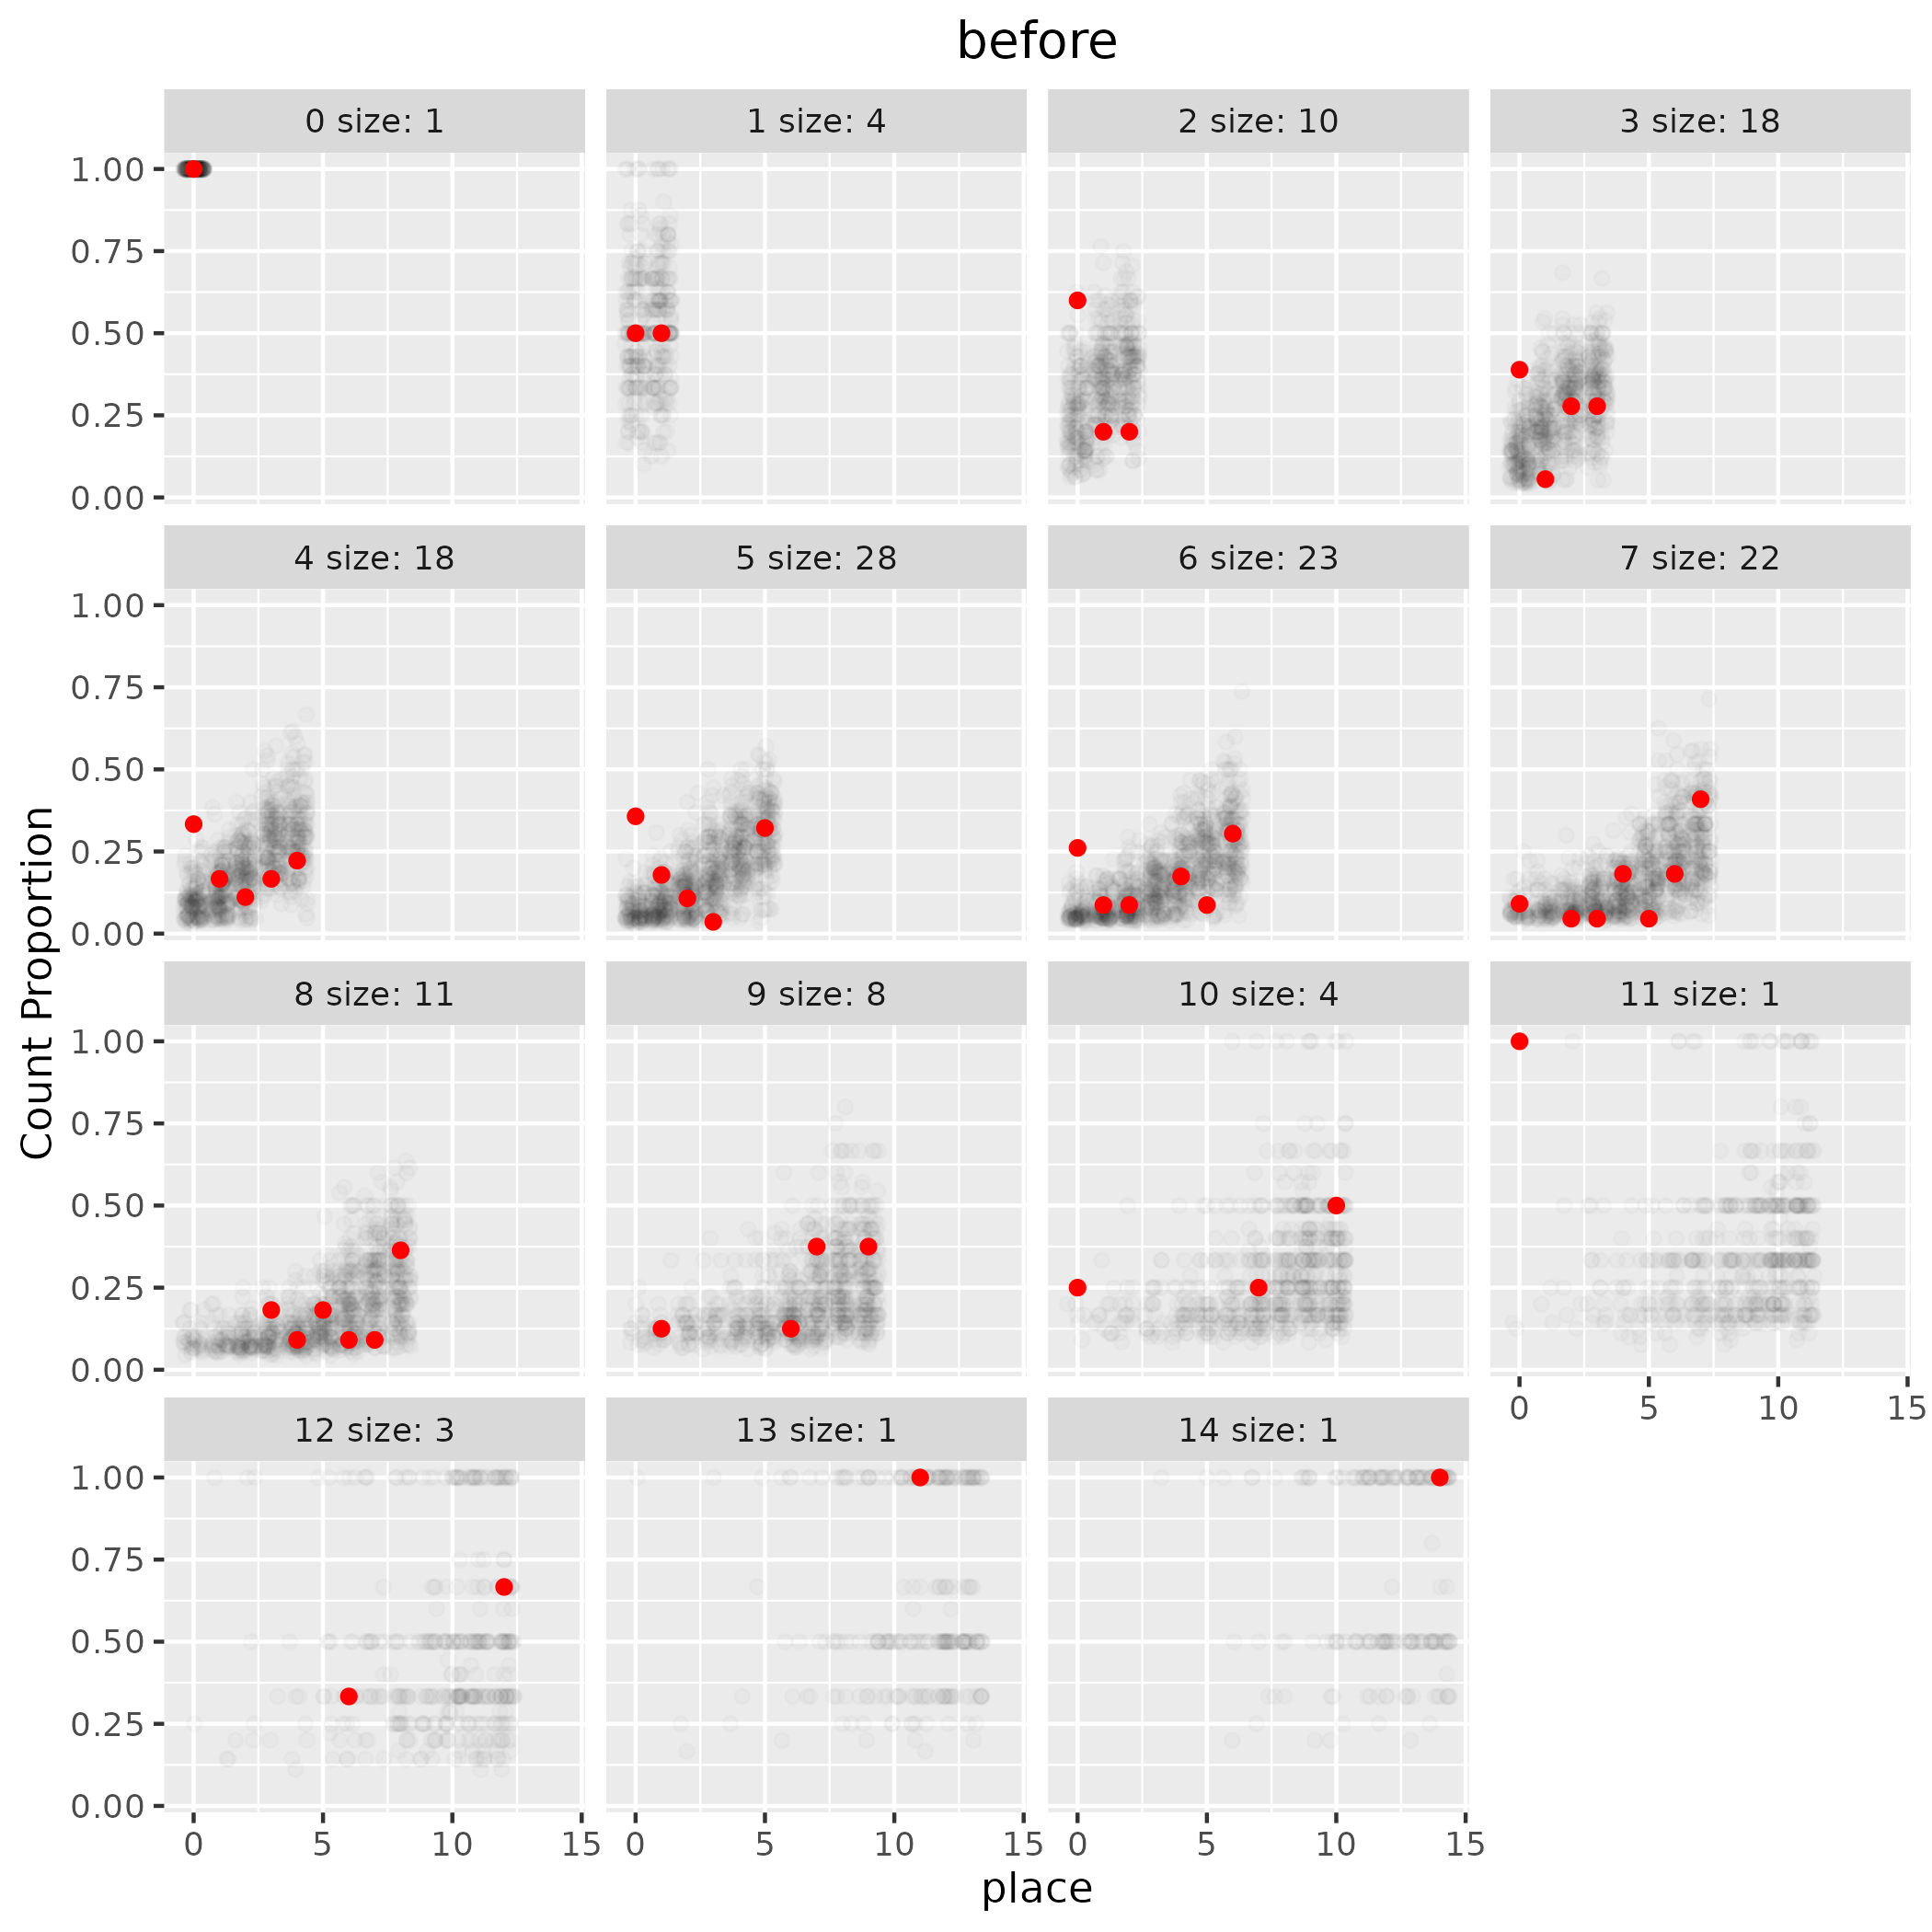 before
0 size: 1
1 size: 4
2 size: 10
3 size: 18
1.00
0.75
0.50
0.25
0.00
4 size: 18
5 size: 28
6 size: 23
7 size: 22
1.00
0.75
0.50
0.25
0.00
Count Proportion
8 size: 11
9 size: 8
10 size: 4
11 size: 1
1.00
0.75
0.50
0.25
0.00
0 5 10 15
12 size: 3
13 size: 1
14 size: 1
1.00
0.75
0.50
0.25
0.00
0 5 10 15
0 5 10 15
0 5 10 15
place